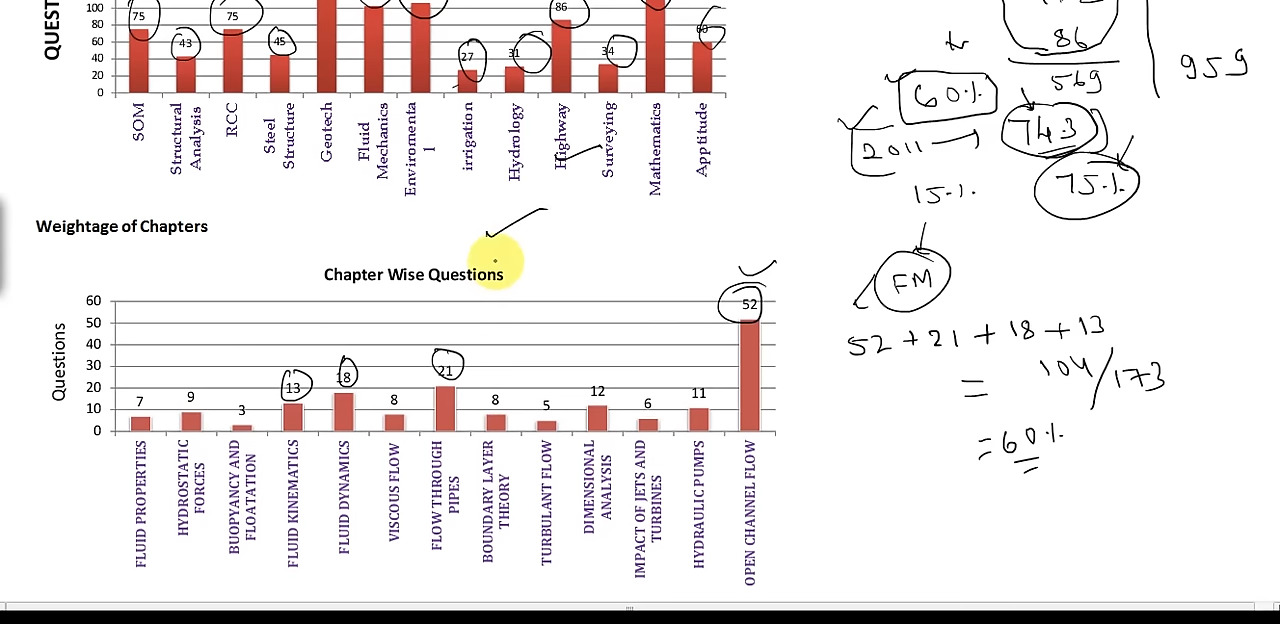 QUEST
100
80
60
40
20
0
75
43
75
45
27
31
86
34
60
SOM
Structural Analysis
RCC
Steel Structure
Geotech
Fluid Mechanics
Enviromenta l
irrigation
Hydrology
Highway
Surveying
Mathematics
Apptitude
86
569
959
60%
2011
743
15%
75%
Weightage of Chapters
Chapter Wise Questions
Questions
60
50
40
30
20
10
0
7
9
3
13
18
8
21
8
5
12
6
11
52
FLUID PROPERTIES
HYDROSTATIC FORCES
BUOPYANCY AND FLOATATION
FLUID KINEMATICS
FLUID DYNAMICS
VISCOUS FLOW
FLOW THROUGH PIPES
BOUNDARY LAYER THEORY
TURBULANT FLOW
DIMENSIONAL ANALYSIS
IMPACT OF JETS AND TURBINES
HYDRAULIC PUMPS
OPEN CHANNEL FLOW
FM
52 + 21 + 18 + 13
= 104/173
= 60%